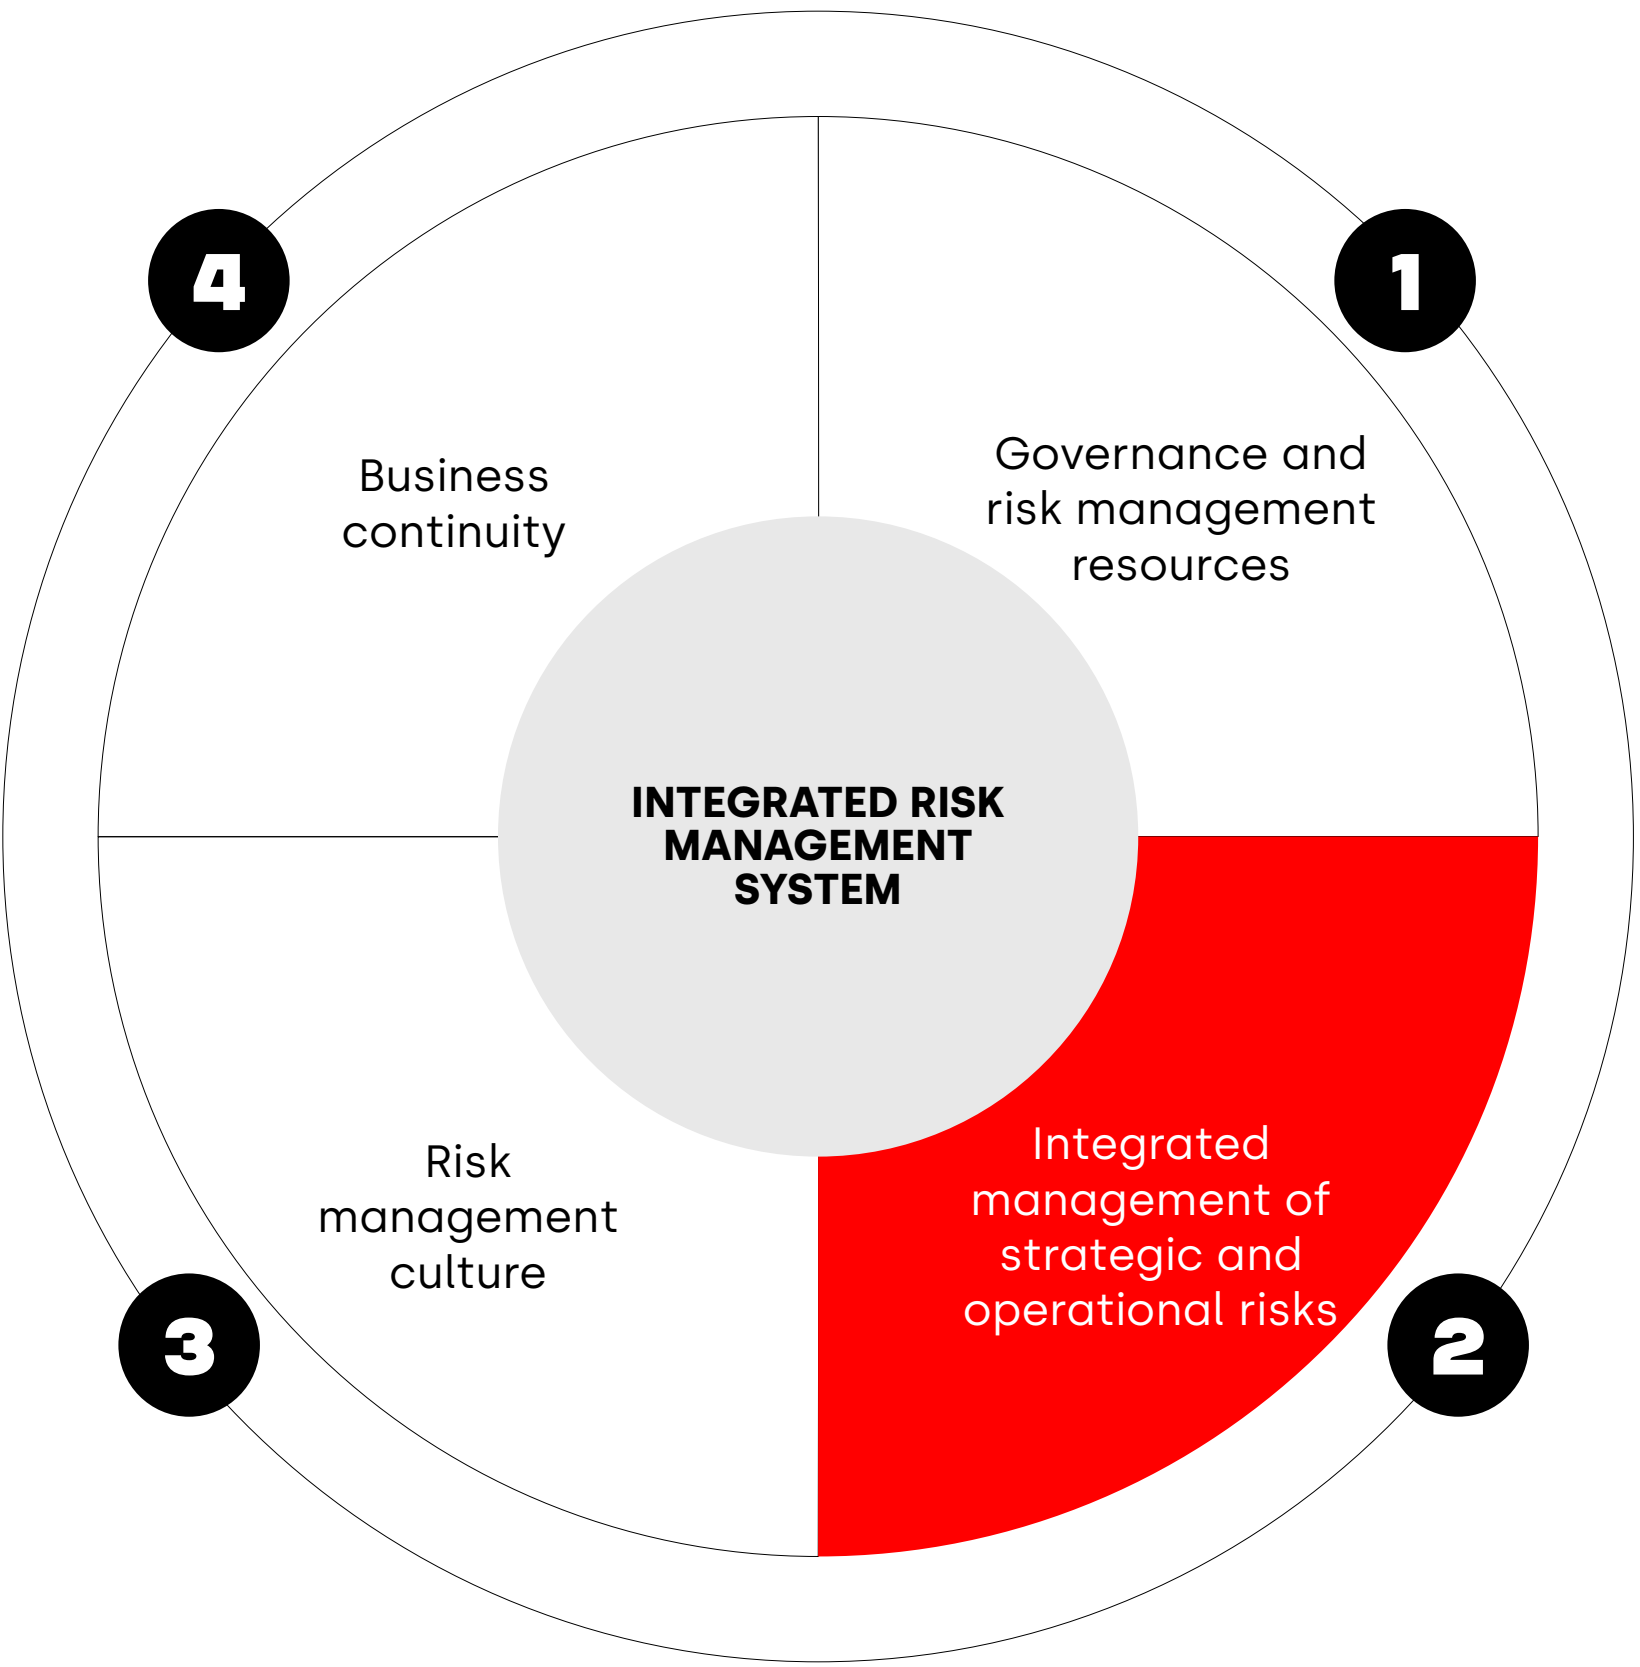 4
1
Business
continuity
Governance and
risk management
resources
INTEGRATED RISK
MANAGEMENT
SYSTEM
Risk
management
culture
Integrated
management of
strategic and
operational risks
3
2